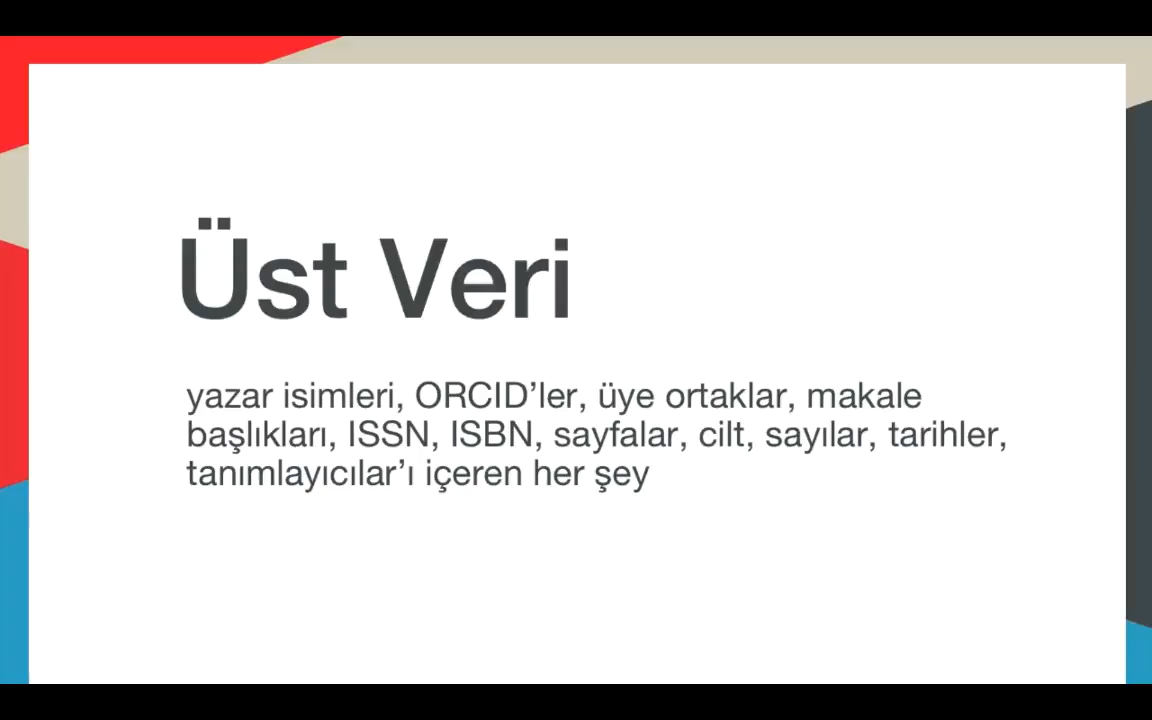 Üst Veri
yazar isimleri, ORCID’ler, üye ortaklar, makale
başlıkları, ISSN, ISBN, sayfalar, cilt, sayılar, tarihler,
tanımlayıcılar’ı içeren her şey